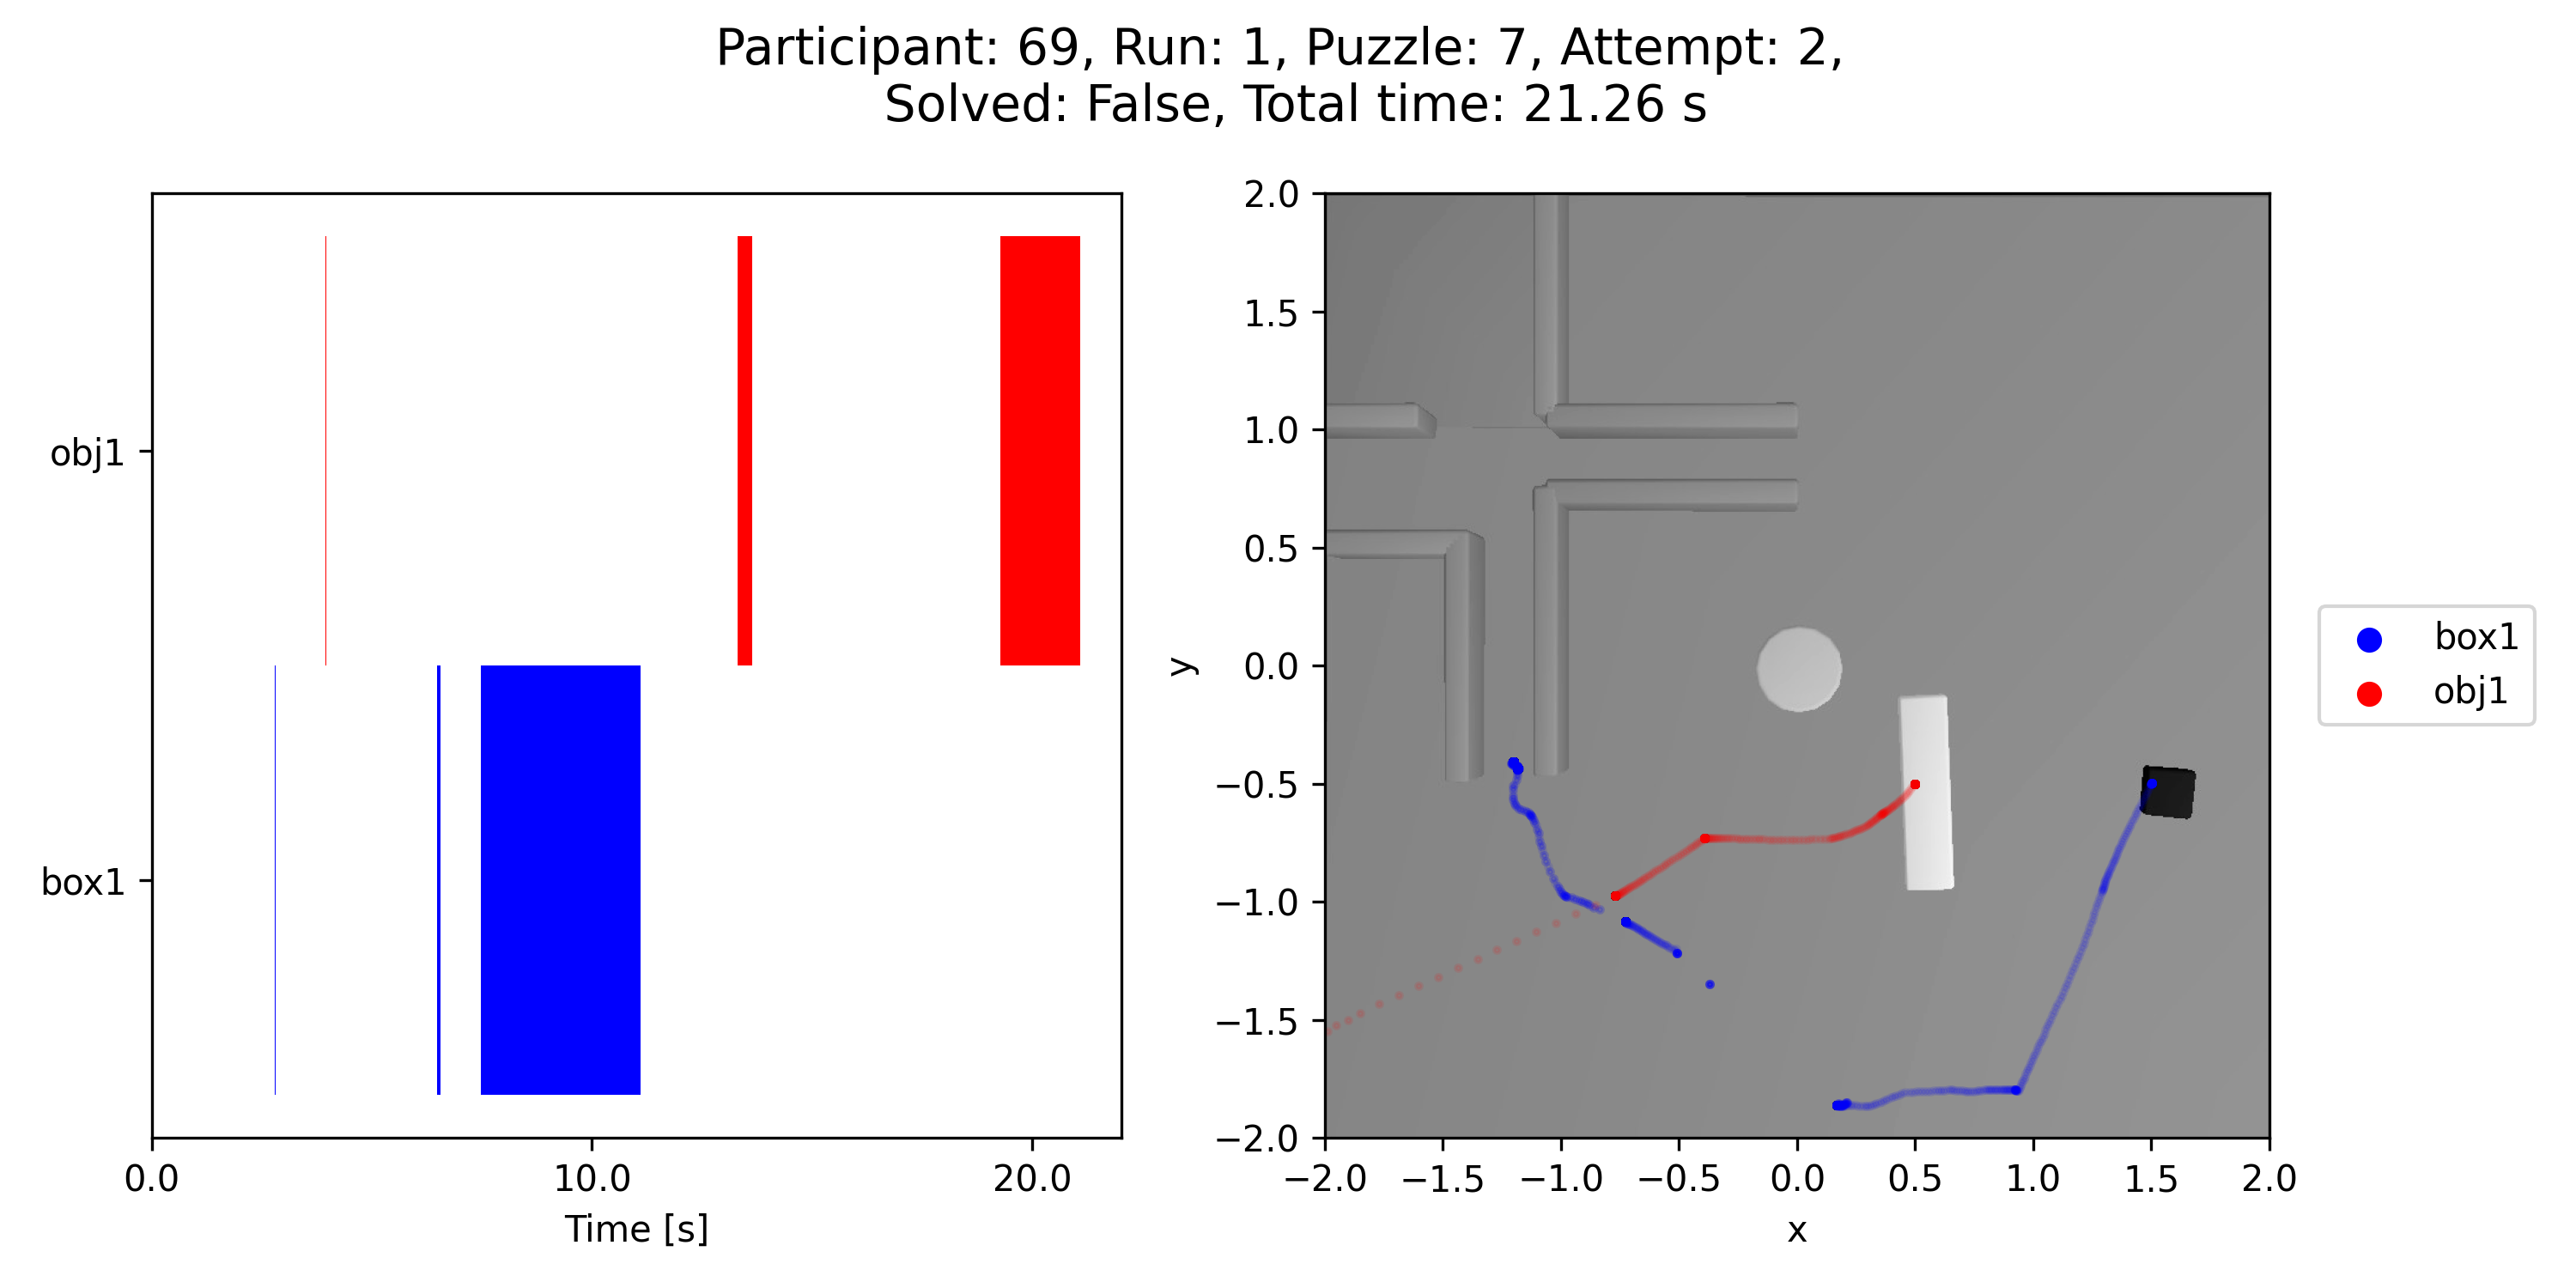 Participant: 69, Run: 1, Puzzle: 7, Attempt: 2,
Solved: False, Total time: 21.26 s
obj1
box1
0.0 10.0 20.0
Time [s]
y
2.0
1.5
1.0
0.5
0.0
−0.5
−1.0
−1.5
−2.0
−2.0 −1.5 −1.0 −0.5 0.0 0.5 1.0 1.5 2.0
x
box1
obj1